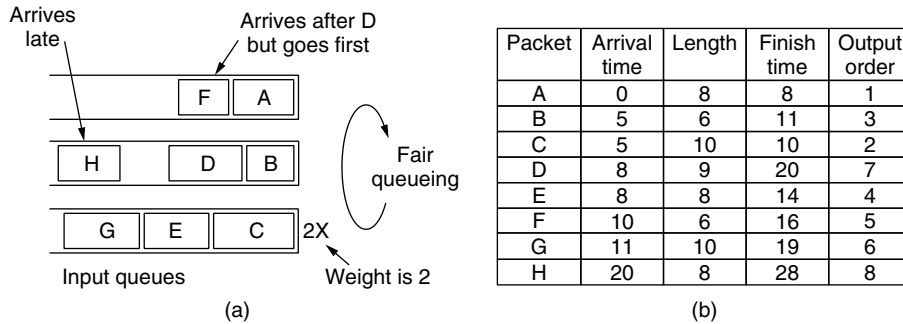 Arrives
late
Arrives after D
but goes first
F A
H D B
G E C 2X
Fair
queueing
Input queues
Weight is 2
(a)
Packet Arrival time Length Finish time Output order
A 0 8 8 1
B 5 6 11 3
C 5 10 10 2
D 8 9 20 7
E 8 8 14 4
F 10 6 16 5
G 11 10 19 6
H 20 8 28 8
(b)